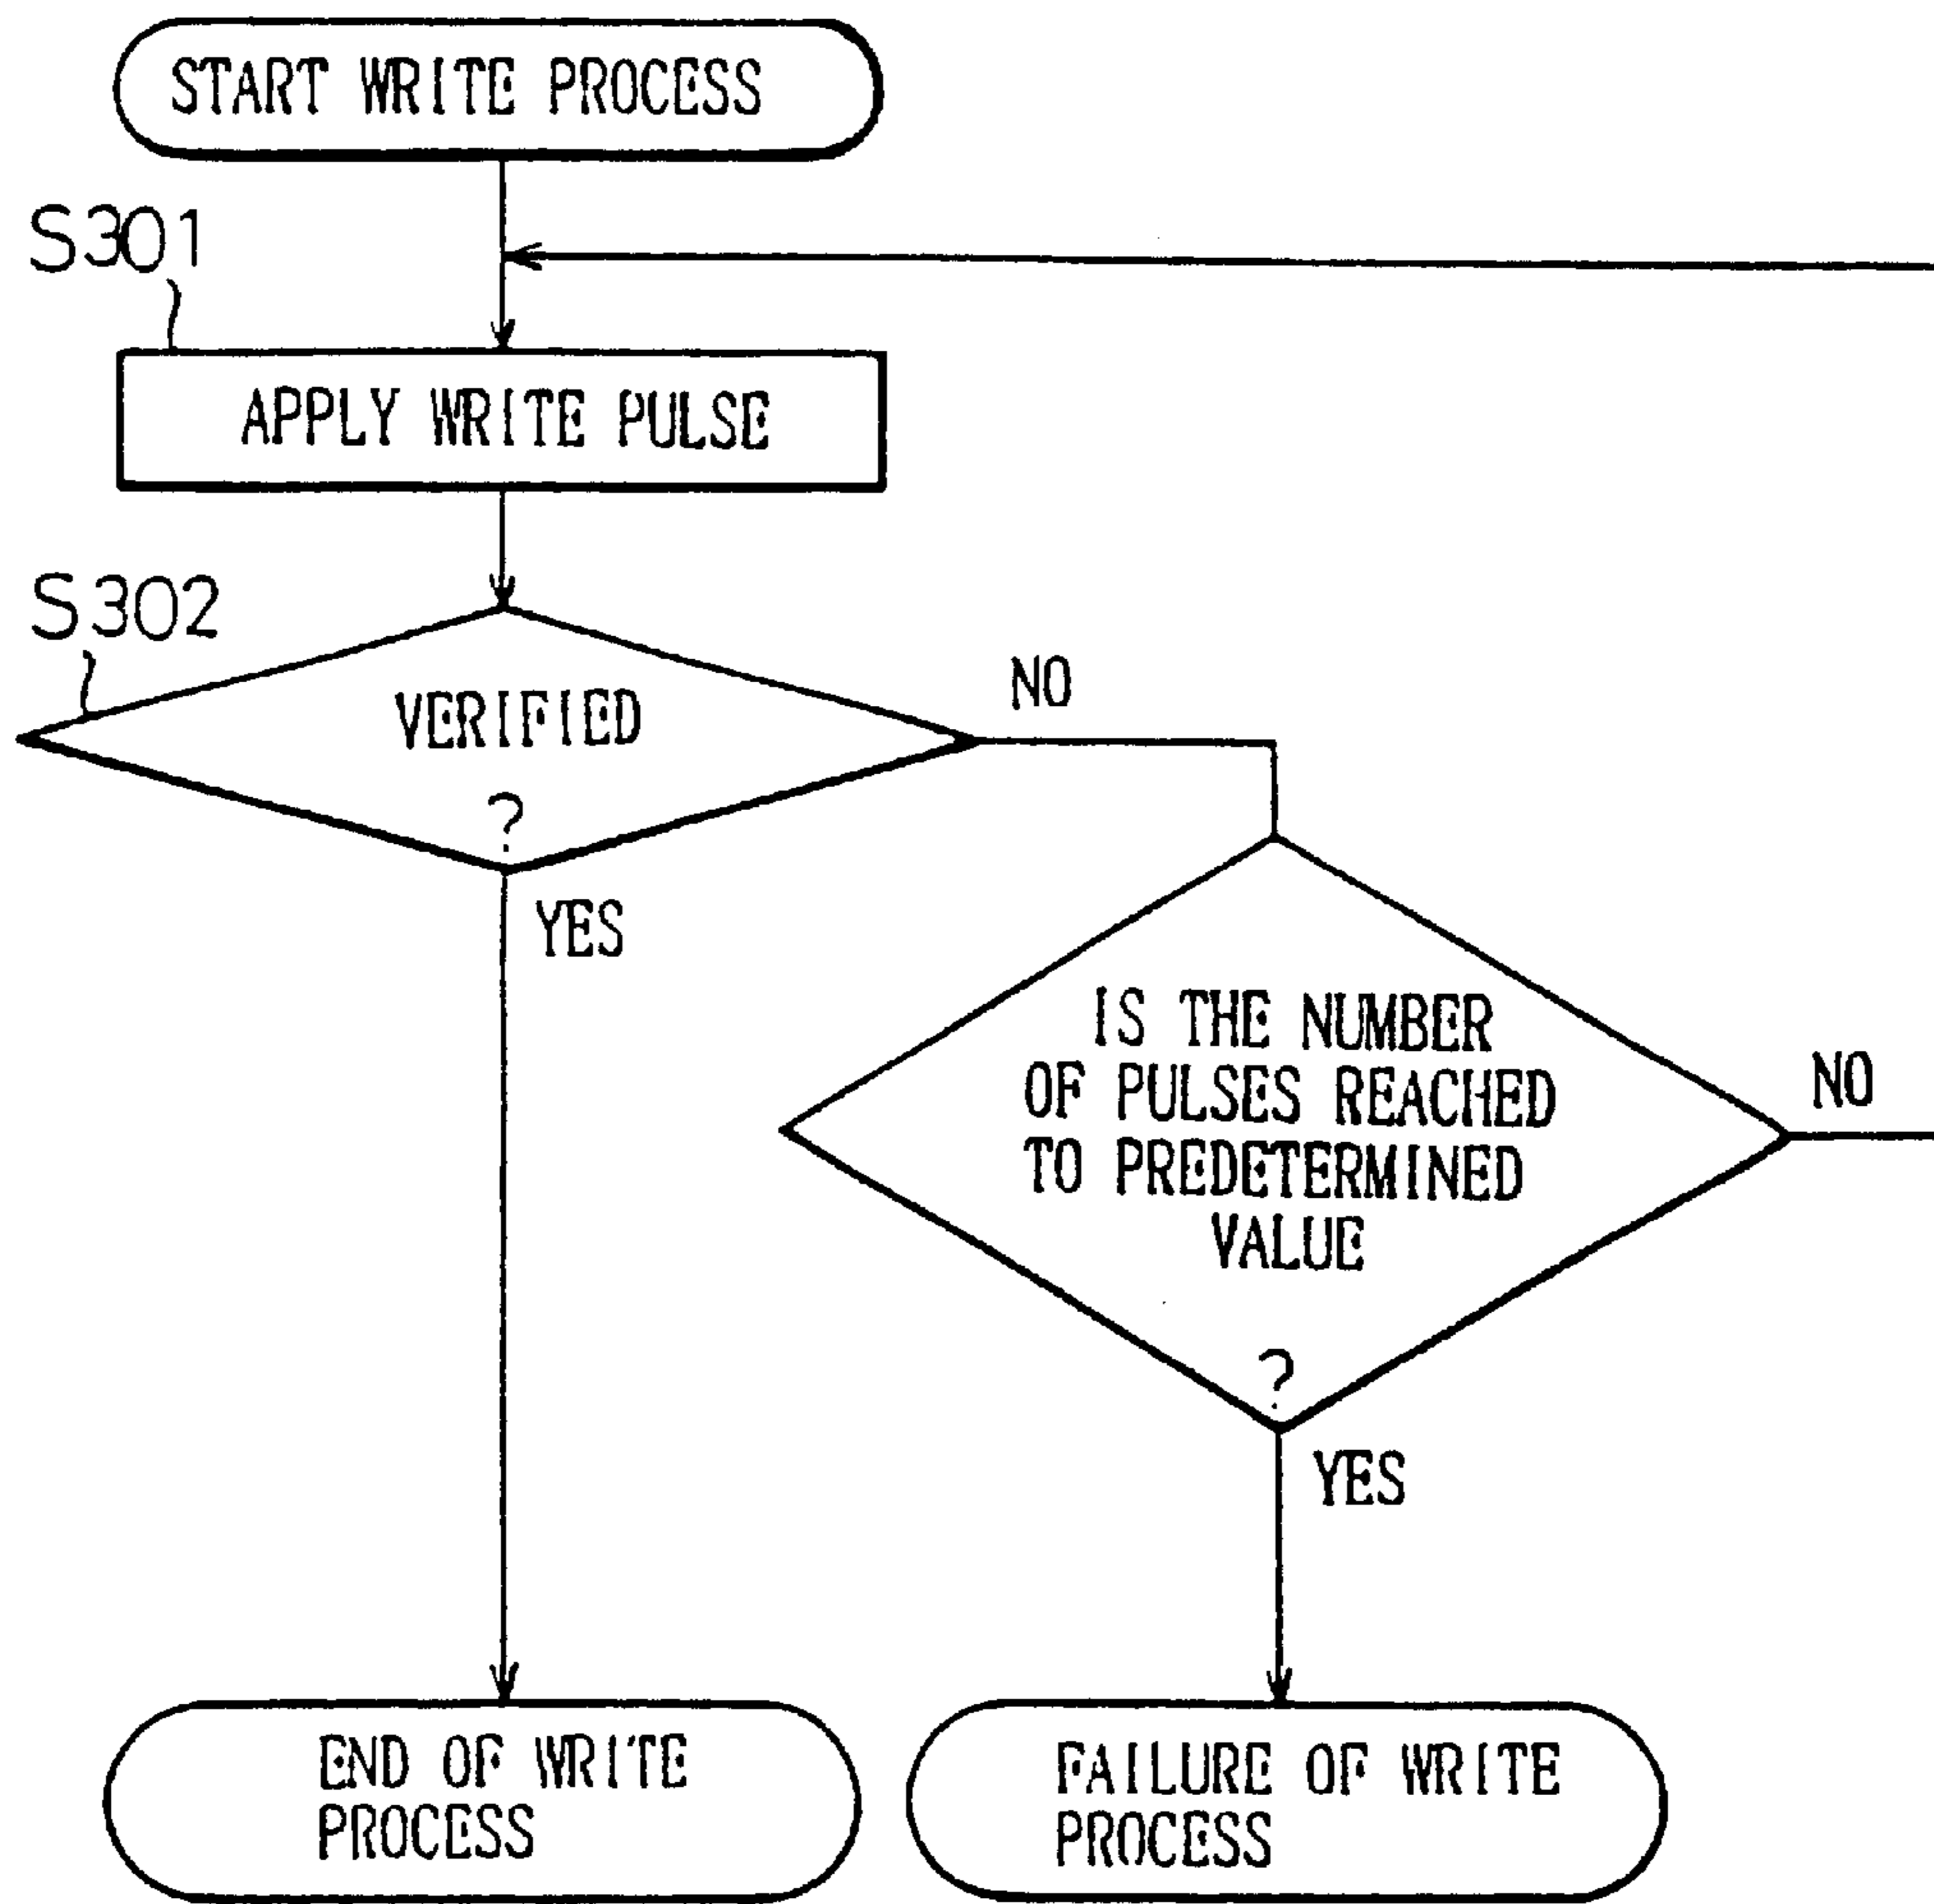 START WRITE PROCESS
S301
APPLY WRITE PULSE
S302
VERIFIED
?
NO
YES
IS THE NUMBER
OF PULSES REACHED
TO PREDETERMINED
VALUE
?
NO
YES
END OF WRITE
PROCESS
FAILURE OF WRITE
PROCESS